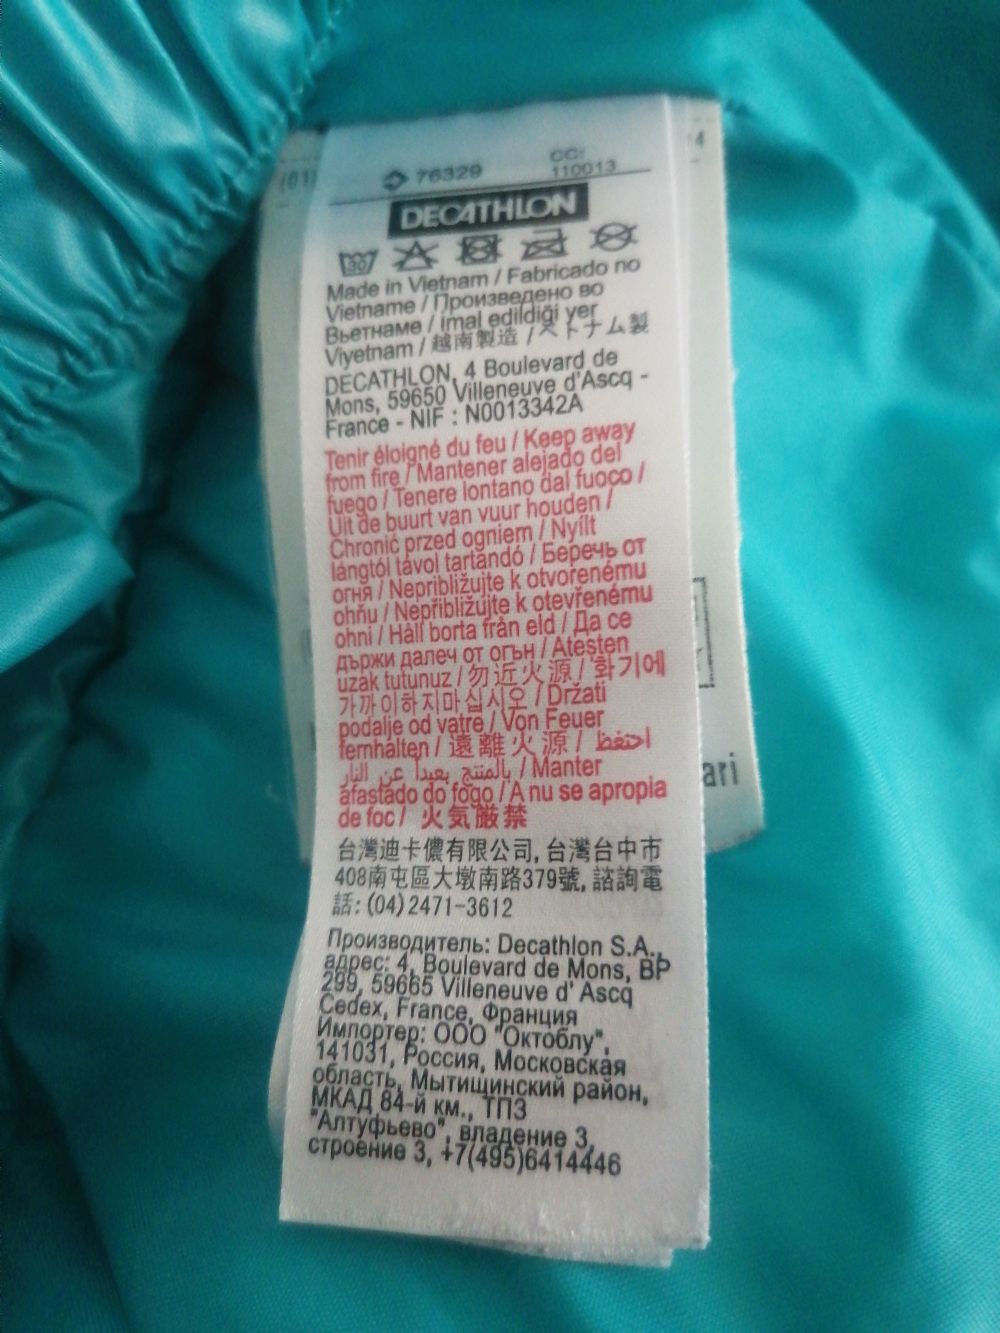 (01)
4
76329
CC:
110013
DECATHLON
30
Made in Vietnam / Fabricado no
Vietname / Произведено во
Вьетнаме / imal edildiği yer
Viyetnam / 越南製造 / ベトナム製
DECATHLON, 4 Boulevard de
Mons, 59650 Villeneuve d'Ascq -
France - NIF : N0013342A
Tenir éloigné du feu / Keep away
from fire / Mantener alejado del
fuego / Tenere lontano dal fuoco /
Uit de buurt van vuur houden /
Chronić przed ogniem / Nyílt
lángtól távol tartandó / Беречь от
огня / Nepribližujte k otvorenému
ohňu / Nepřibližujte k otevřenému
ohni / Håll borta från eld / Да се
държи далеч от огън / Atesten
uzak tutunuz / 勿近火源 / 화기에
가까이하지마십시오 / Držati
podalje od vatre / Von Feuer
fernhalten / 遠離火源 / احتفظ
بالمنتج بعيدا عن النار / Manter
afastado do fogo / A nu se apropia
de foc / 火気厳禁
台灣迪卡儂有限公司, 台灣台中市
408南屯區大墩南路379號, 諮詢電
話: (04)2471-3612
Производитель: Decathlon S.A.,
адрес: 4, Boulevard de Mons, BP
299, 59665 Villeneuve d' Ascq
Cedex, France, Франция
Импортер: ООО "Октоблу",
141031, Россия, Московская
область, Мытищинский район,
МКАД 84-й км., ТПЗ
"Алтуфьево", владение 3,
строение 3, +7(495)6414446
ari